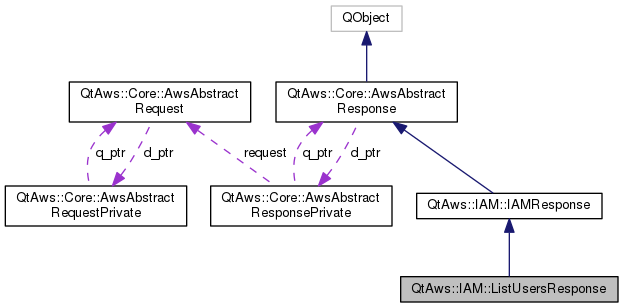 QObject
QtAws::Core::AwsAbstract
Request
QtAws::Core::AwsAbstract
Response
q_ptr
d_ptr
request
q_ptr
d_ptr
QtAws::Core::AwsAbstract
RequestPrivate
QtAws::Core::AwsAbstract
ResponsePrivate
QtAws::IAM::IAMResponse
QtAws::IAM::ListUsersResponse